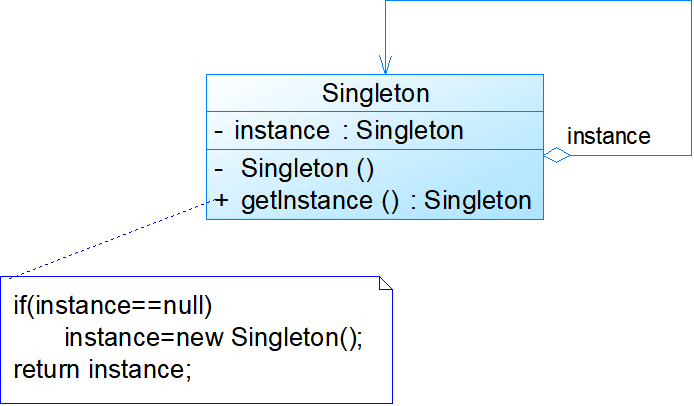 Singleton
- instance : Singleton
instance
- Singleton ()
+ getInstance () : Singleton
if(instance==null)
instance=new Singleton();
return instance;